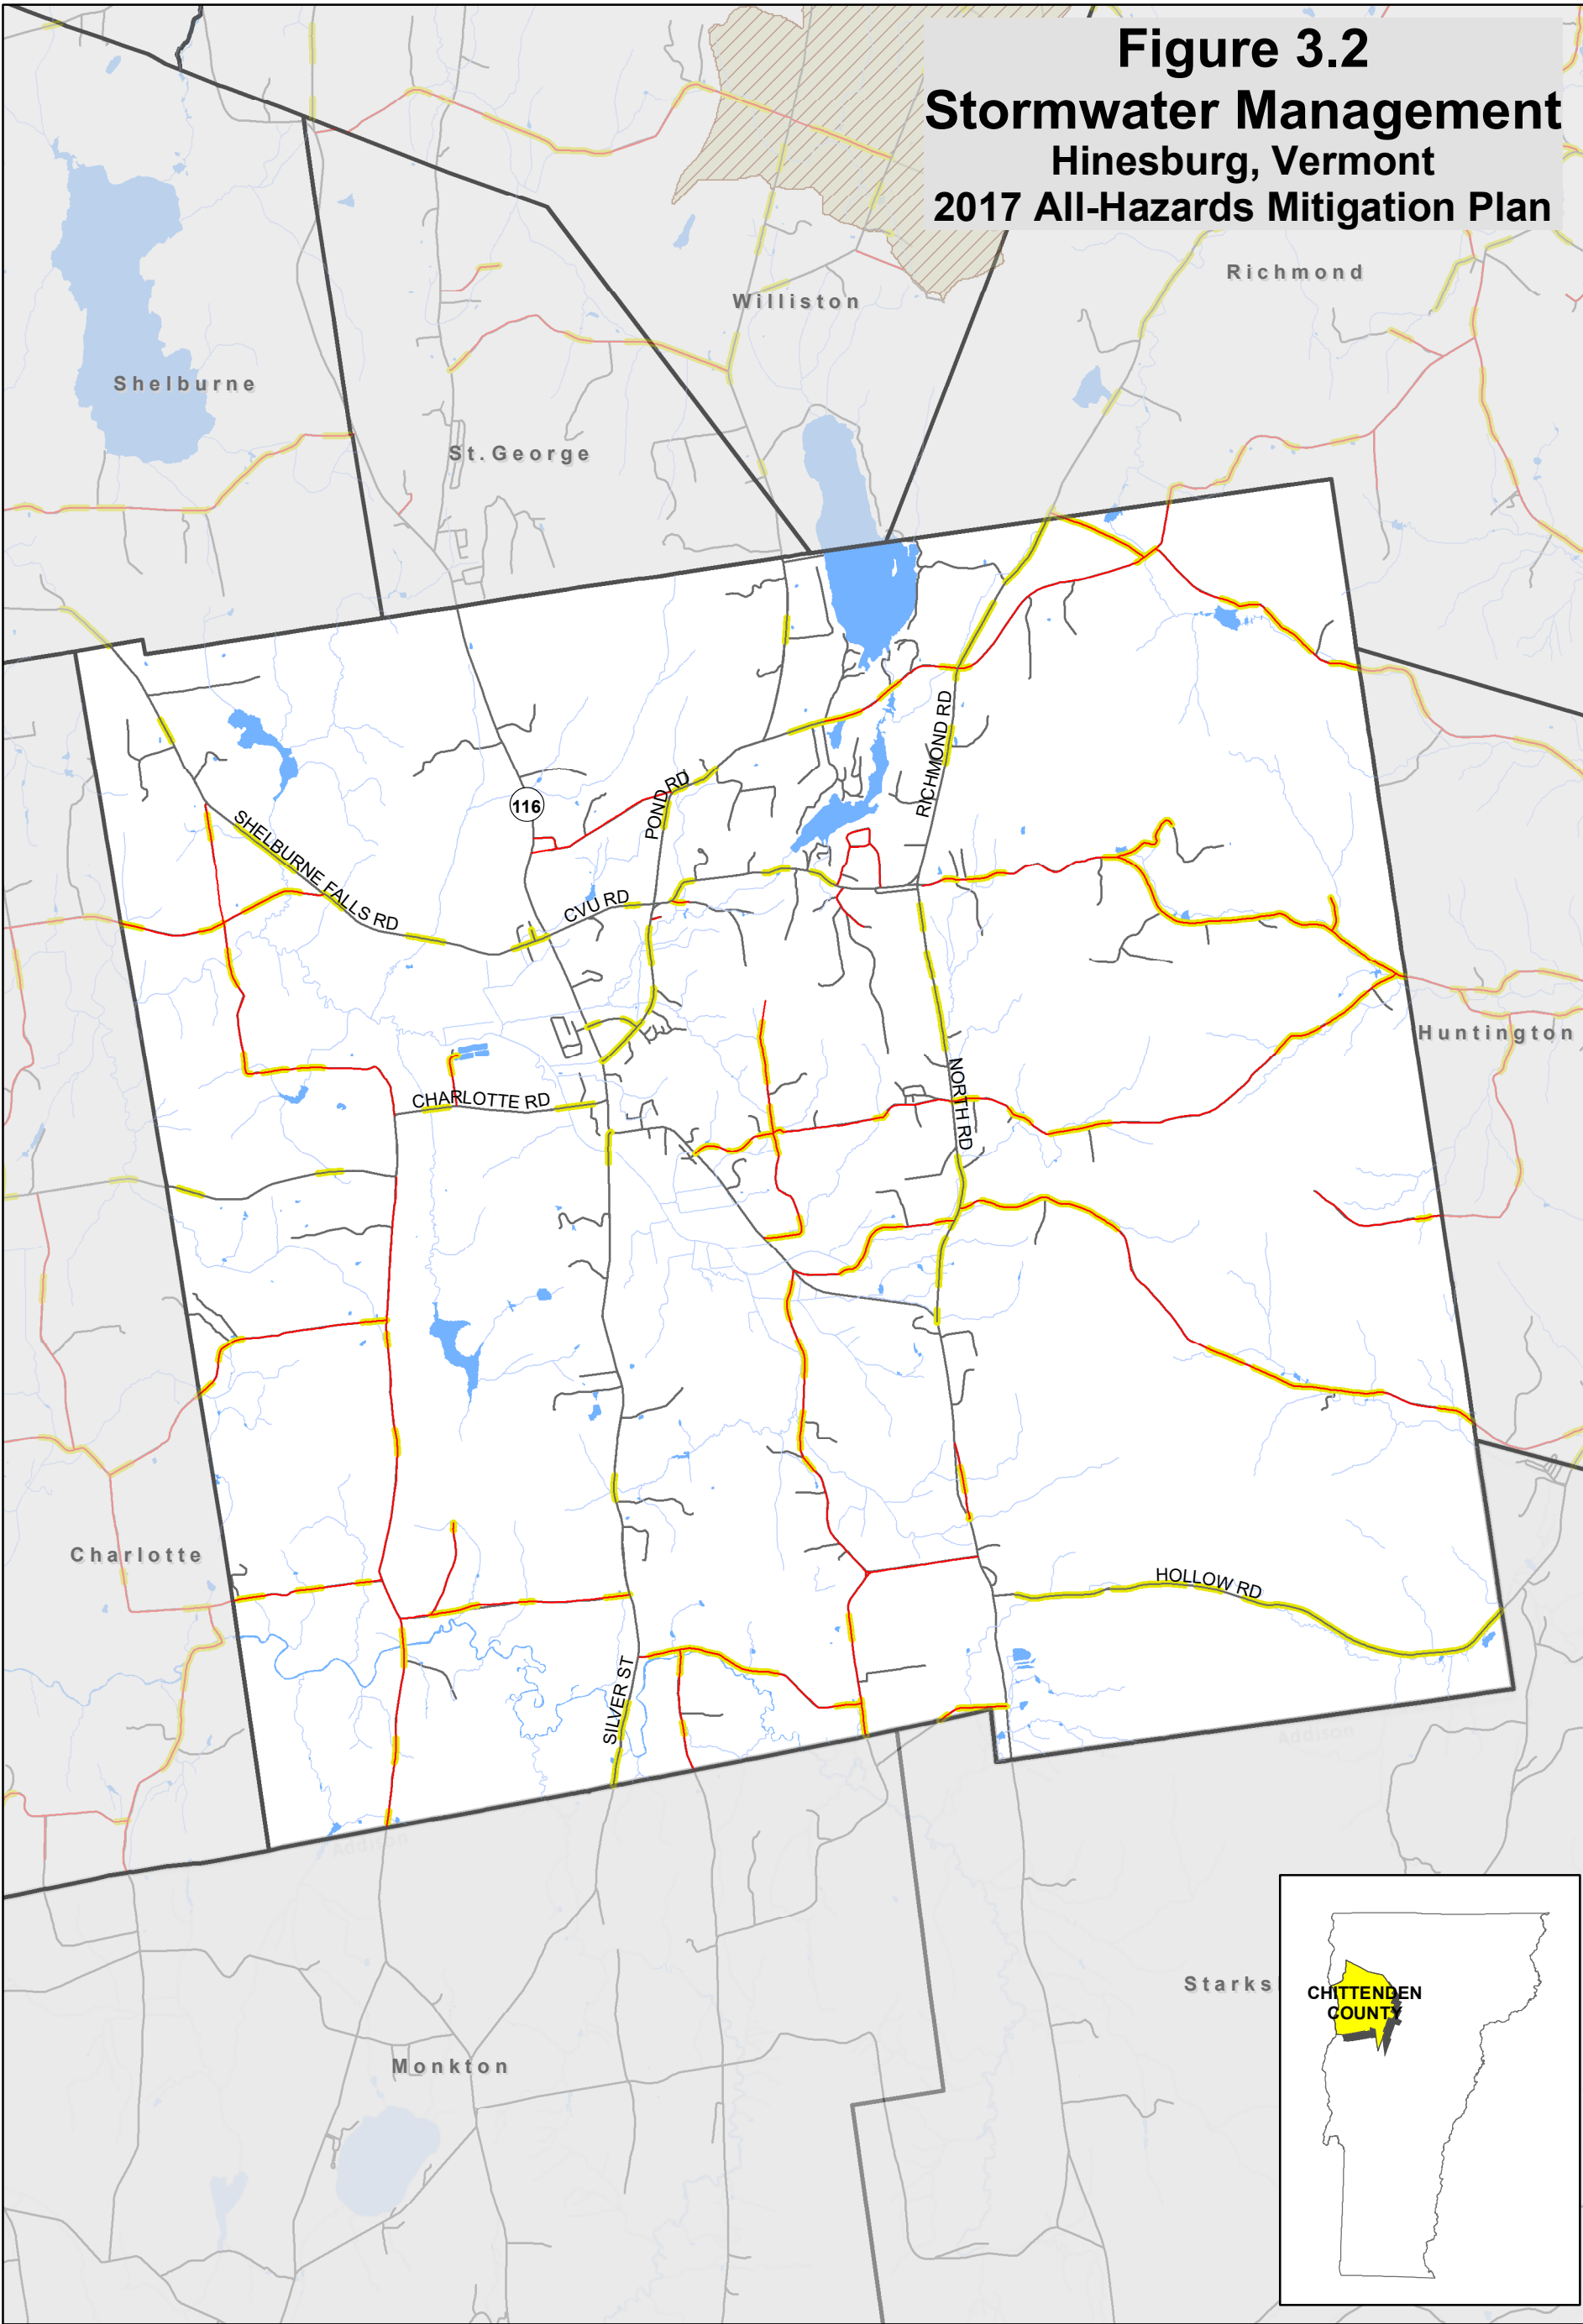 Figure 3.2
Stormwater Management
Hinesburg, Vermont
2017 All-Hazards Mitigation Plan
Richmond
Williston
Shelburne
St.George
RICHMOND RD
POND RD
116
SHELBURNE FALLS RD
CVU RD
Huntington
NORTH RD
CHARLOTTE RD
Charlotte
HOLLOW RD
SILVER ST
Addison
Addison
Starks
CHITTENDEN
COUNTY
Monkton